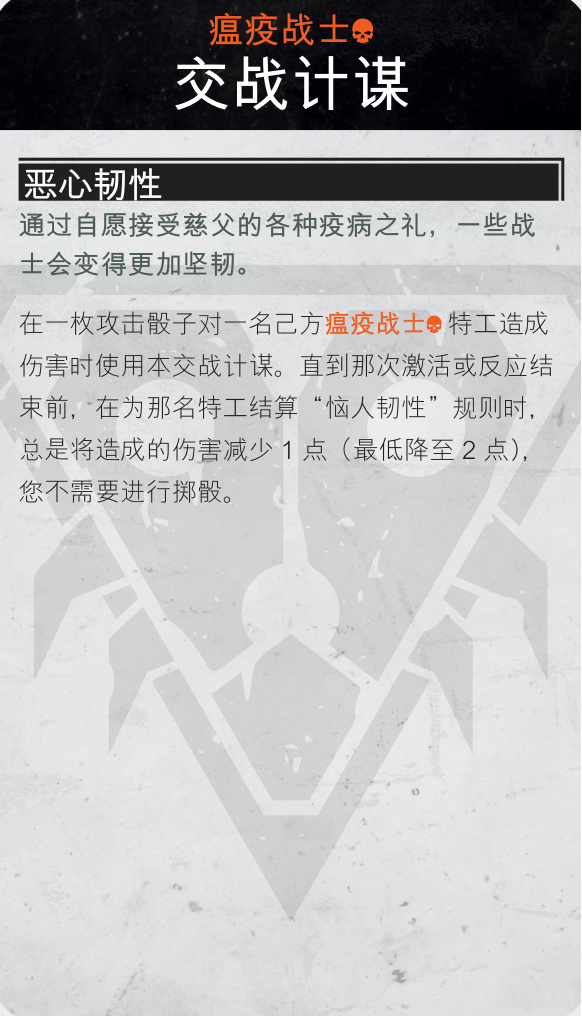 瘟疫战士
交战计谋
恶心韧性
通过自愿接受慈父的各种疫病之礼，一些战
士会变得更加坚韧。
在一枚攻击骰子对一名己方瘟疫战士特工造成
伤害时使用本交战计谋。直到那次激活或反应结
束前，在为那名特工结算“恼人韧性”规则时，
总是将造成的伤害减少 1 点（最低降至 2 点），
您不需要进行掷骰。